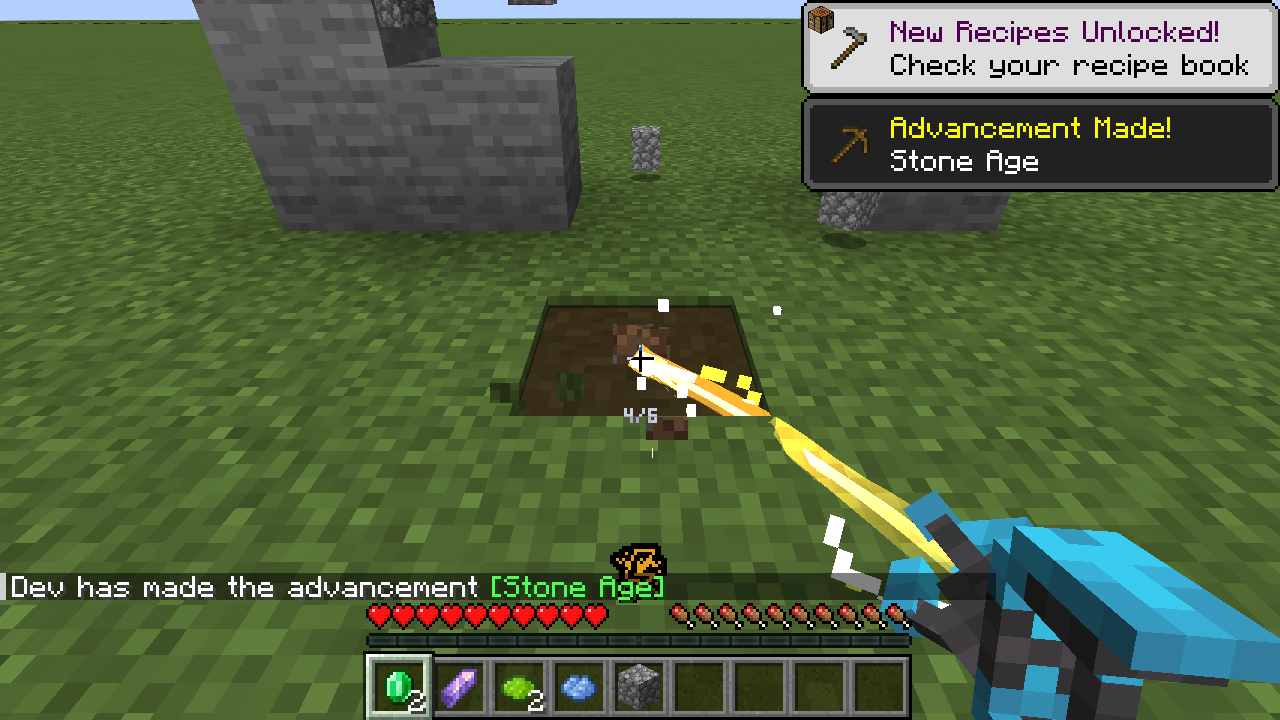 New Recipes Unlocked!
Check your recipe book
Advancement Made!
Stone Age
4/6
Dev has made the advancement [Stone Age]
2
2